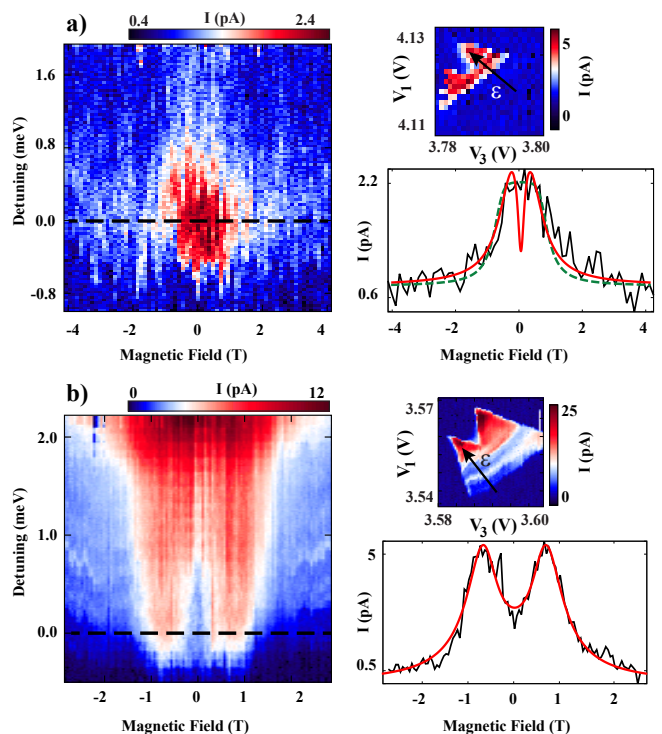 a)
I (pA)
0.4
2.4
Detuning (meV)
1.6
0.8
0.0
-0.8
-4
-2
0
2
4
Magnetic Field (T)
4.13
4.11
V1 (V)
ε
3.78
3.80
V3 (V)
5
0
I (pA)
2.2
0.6
I (pA)
-4
-2
0
2
4
Magnetic Field (T)
b)
I (pA)
0
12
Detuning (meV)
2.0
1.0
0.0
-2
-1
0
1
2
Magnetic Field (T)
3.57
3.54
V1 (V)
ε
3.58
3.60
V3 (V)
25
0
I (pA)
5
0.5
I (pA)
-2
-1
0
1
2
Magnetic Field (T)